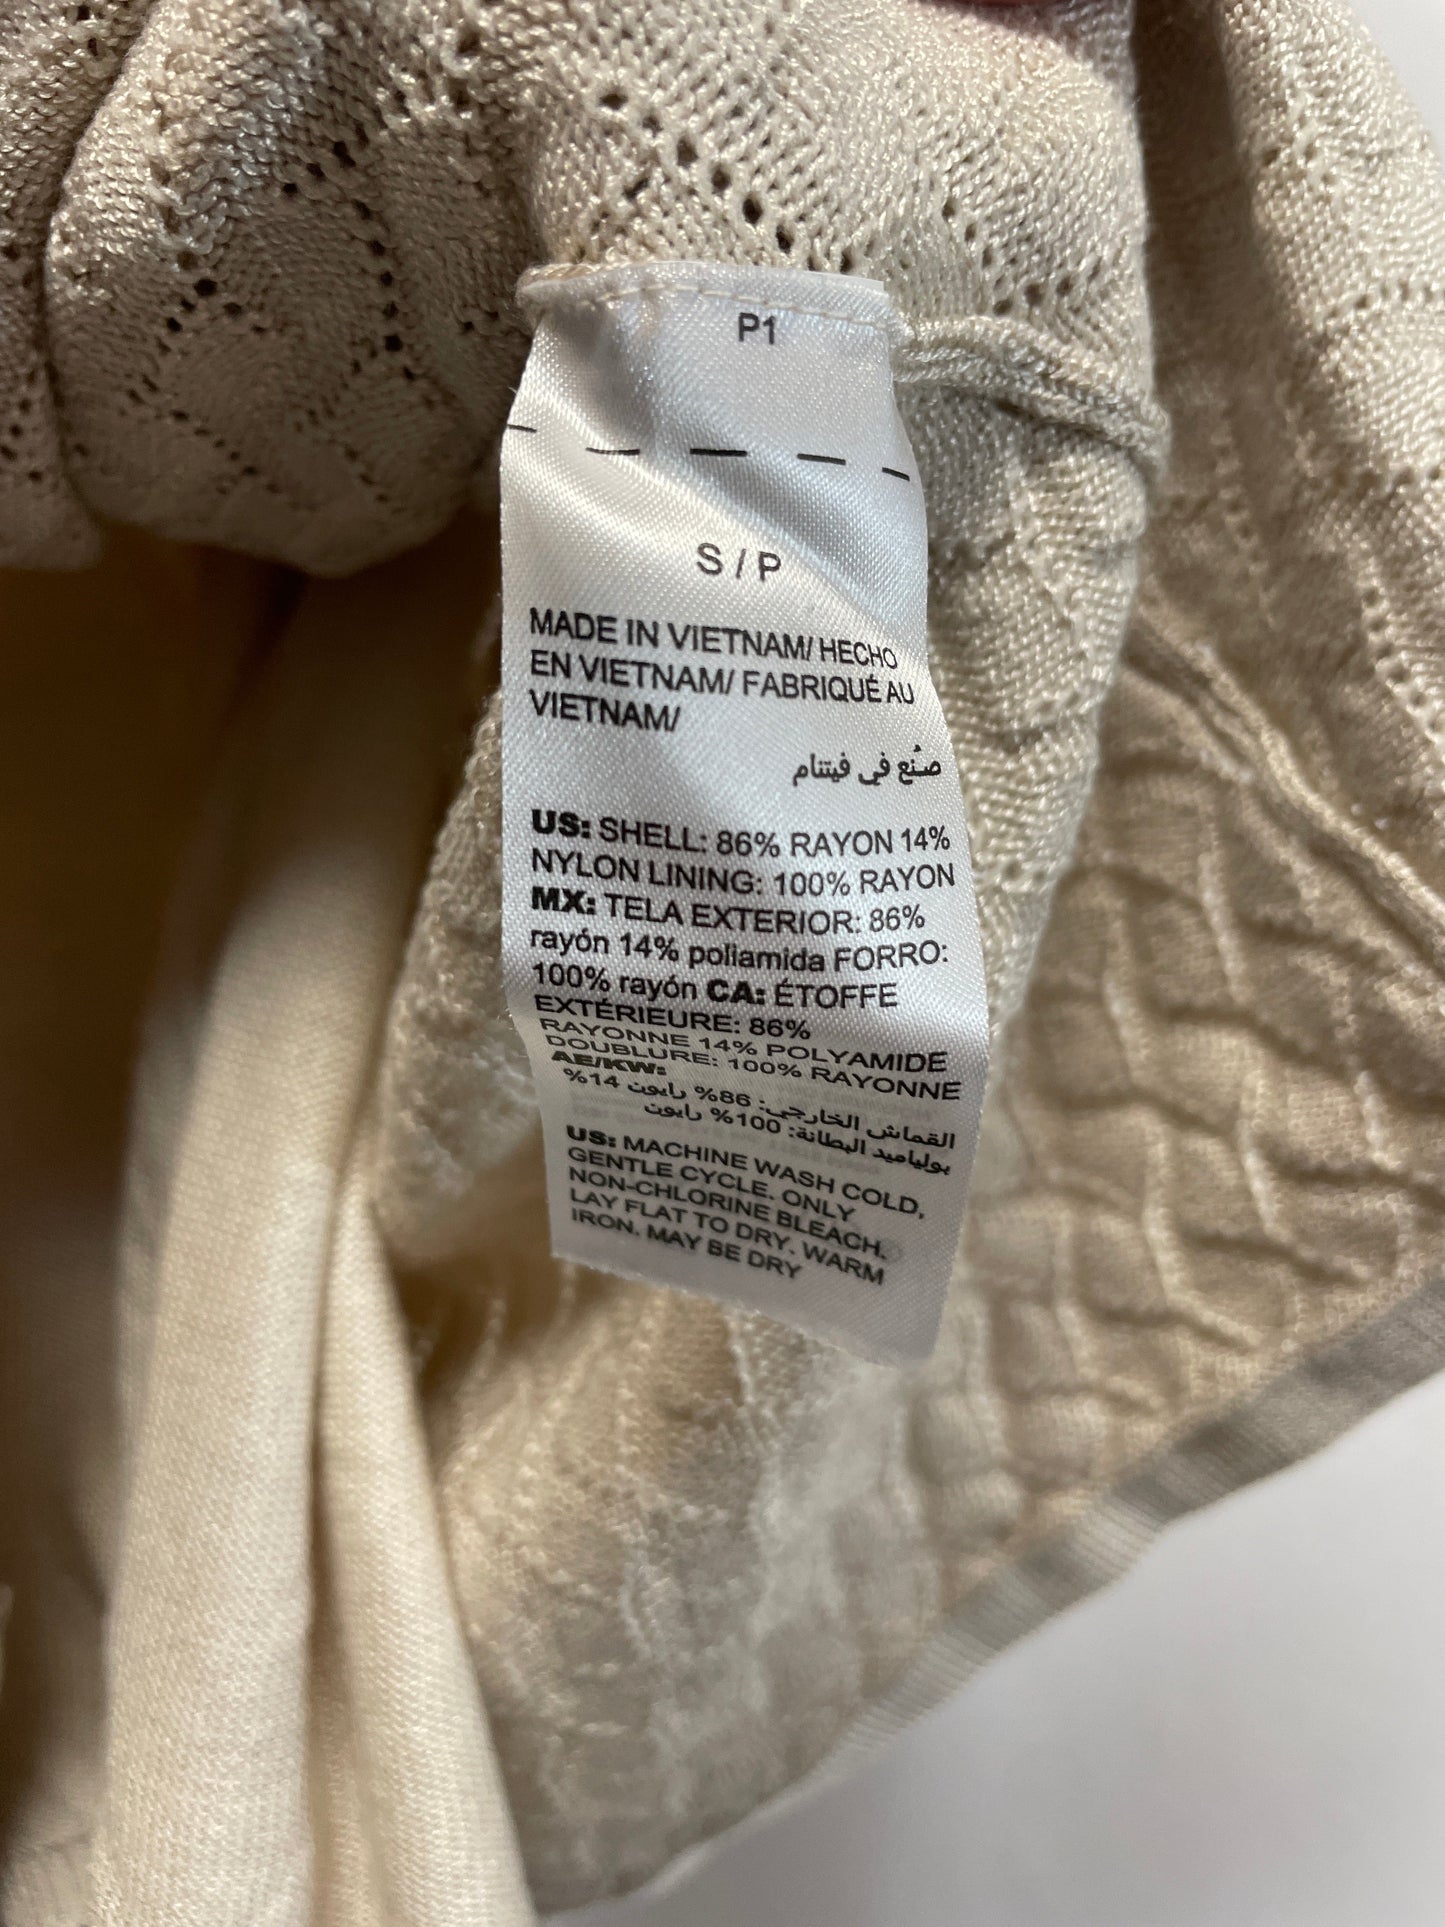 P1
S / P
MADE IN VIETNAM/ HECHO
EN VIETNAM/ FABRIQUÉ AU
VIETNAM/
صُنع في فيتنام
US: SHELL: 86% RAYON 14%
NYLON LINING: 100% RAYON
MX: TELA EXTERIOR: 86%
rayón 14% poliamida FORRO:
100% rayón CA: ÉTOFFE
EXTÉRIEURE: 86%
RAYONNE 14% POLYAMIDE
DOUBLURE: 100% RAYONNE
AE/KW:
القماش الخارجي: 86% رايون 14%
بولياميد البطانة: 100% رايون
US: MACHINE WASH COLD,
GENTLE CYCLE. ONLY
NON-CHLORINE BLEACH.
LAY FLAT TO DRY. WARM
IRON. MAY BE DRY